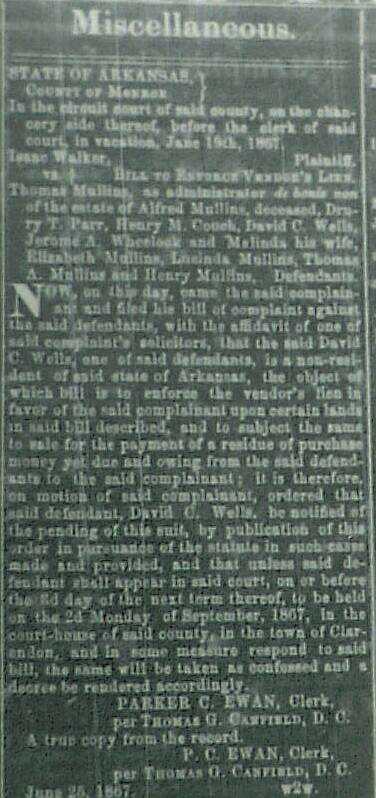 Miscellaneous.
STATE OF ARKANSAS, }
County of Monroe }
In the circuit court of said county, on the chan-
cery side thereof, before the clerk of said
court, in vacation, June 19th, 1867.
Isaac Walker, Plaintiff,
vs. } Bill to Enforce Vendor's Lien.
Thomas Mullins, as administrator de bonis non
of the estate of Alfred Mullins, deceased, Dru-
ry T. Parr, Henry M. Couch, David C. Wells,
Jerome A. Wheelock and Malinda his wife,
Elizabeth Mullins, Lucinda Mullins, Thomas
A. Mullins and Henry Mullins, Defendants.
NOW, on this day, came the said complain-
ant and filed his bill of complaint against
the said defendants, with the affidavit of one of
said complaint's solicitors, that the said David
C. Wells, one of said defendants, is a non-resi-
dent of said state of Arkansas, the object of
which bill is to enforce the vendor's lien in
favor of the said complainant upon certain lands
in said bill described, and to subject the same
to sale for the payment of a residue of purchase
money yet due and owing from the said defend-
ants to the said complainant; it is therefore,
on motion of said complainant, ordered that
said defendant, David C. Wells, be notified of
the pending of this suit, by publication of this
order in pursuance of the statute in such cases
made and provided, and that unless said de-
fendant shall appear in said court, on or before
the day of the next term thereof, to be held
on the 2d Monday of September, 1867, in the
court-house of said county, in the town of Clar-
endon, and in some measure respond to said
bill, the same will be taken as confessed and a
decree be rendered accordingly.
PARKER C. EWAN, Clerk,
per Thomas G. Canfield, D. C.
A true copy from the record.
P. C. EWAN, Clerk,
per Thomas G. Canfield, D. C.
June 25, 1867. w2w.